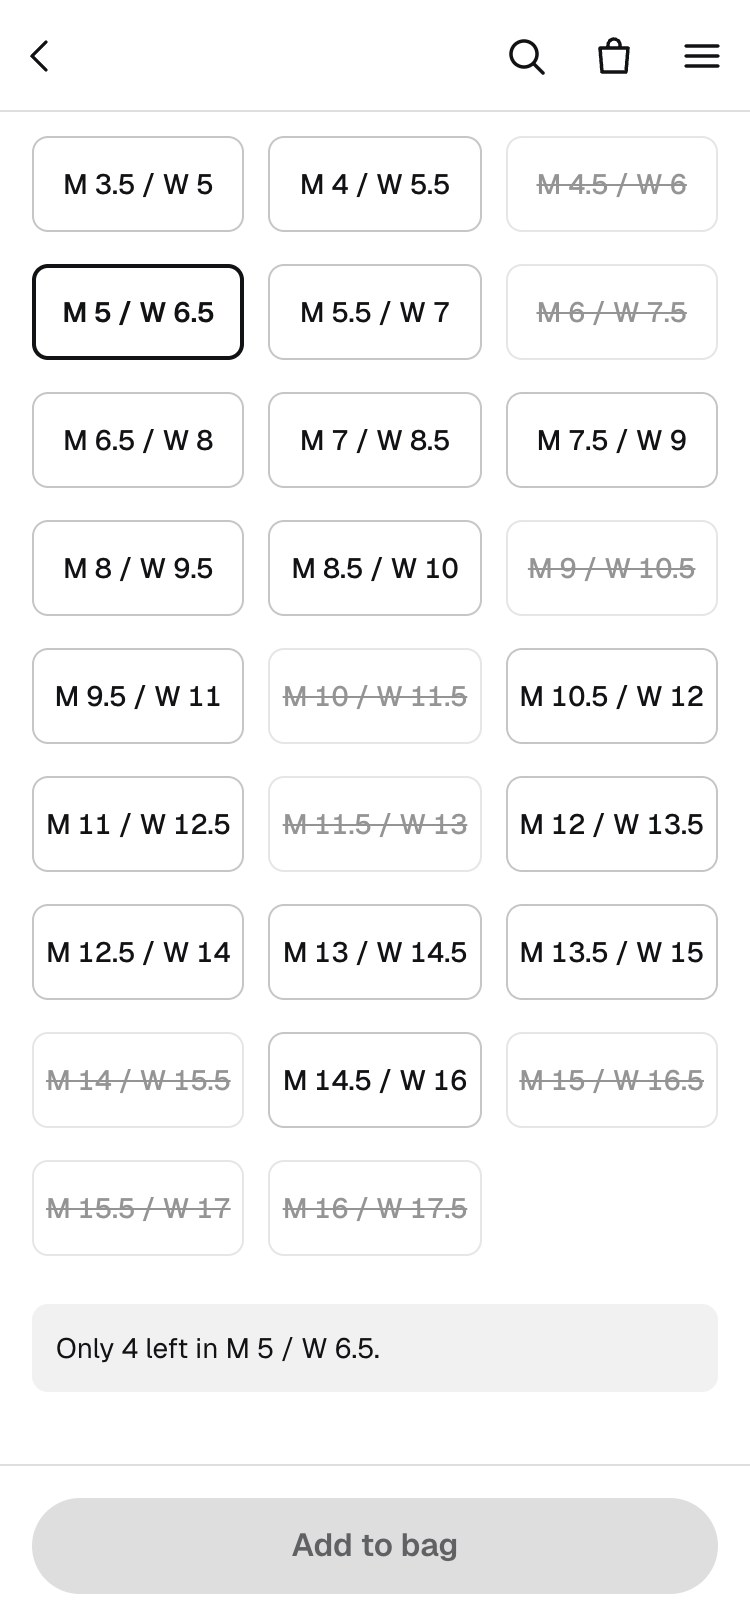 M 3.5 / W 5
M 4 / W 5.5
M 4.5 / W 6
M 5 / W 6.5
M 5.5 / W 7
M 6 / W 7.5
M 6.5 / W 8
M 7 / W 8.5
M 7.5 / W 9
M 8 / W 9.5
M 8.5 / W 10
M 9 / W 10.5
M 9.5 / W 11
M 10 / W 11.5
M 10.5 / W 12
M 11 / W 12.5
M 11.5 / W 13
M 12 / W 13.5
M 12.5 / W 14
M 13 / W 14.5
M 13.5 / W 15
M 14 / W 15.5
M 14.5 / W 16
M 15 / W 16.5
M 15.5 / W 17
M 16 / W 17.5
Only 4 left in M 5 / W 6.5.
Add to bag